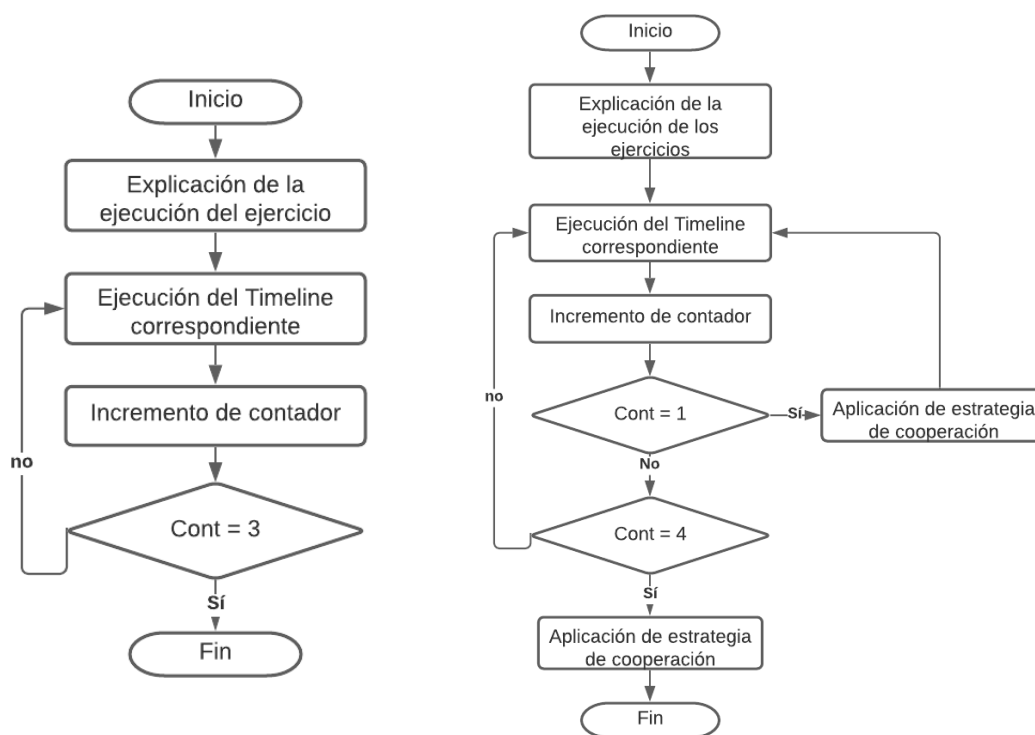 Inicio
Explicación de la
ejecución del ejercicio
Ejecución del Timeline
correspondiente
Incremento de contador
no
Cont = 3
Sí
Fin
Inicio
Explicación de la
ejecución de los
ejercicios
Ejecución del Timeline
correspondiente
Incremento de contador
no
Cont = 1
Sí
Aplicación de estrategia
de cooperación
No
Cont = 4
Sí
Aplicación de estrategia
de cooperación
Fin